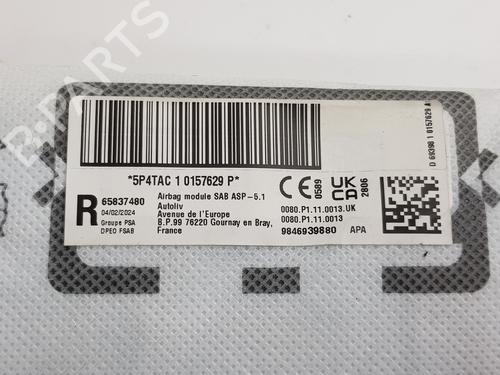 B-PARTS
*5P4TAC 1 0157629 P*
R
65837480
04/02/2024
Groupe PSA
DPEO FSAB
Airbag module SAB ASP-5.1
Autoliv
Avenue de l'Europe
B.P.99 76220 Gournay en Bray,
France
CE
0589
UK
CA
2806
0080.P1.11.0013.UK
0080.P1.11.0013
9846939880 APA
D 69390 1 0157629 A